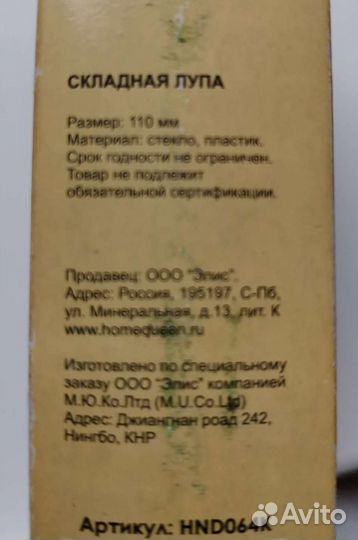 СКЛАДНАЯ ЛУПА
Размер: 110 мм
Материал: стекло, пластик.
Срок годности не ограничен.
Товар не подлежит
обязательной сертификации.
Продавец: ООО "Элис".
Адрес: Россия, 195197, С-Пб,
ул. Минеральная, д.13, лит. К
www.homequeen.ru
Изготовлено по специальному
заказу ООО "Элис" компанией
М.Ю.Ко.Лтд (M.U.Co.Ltd)
Адрес: Джиангнан роад 242,
Нингбо, КНР
Артикул: HND064K
Avito